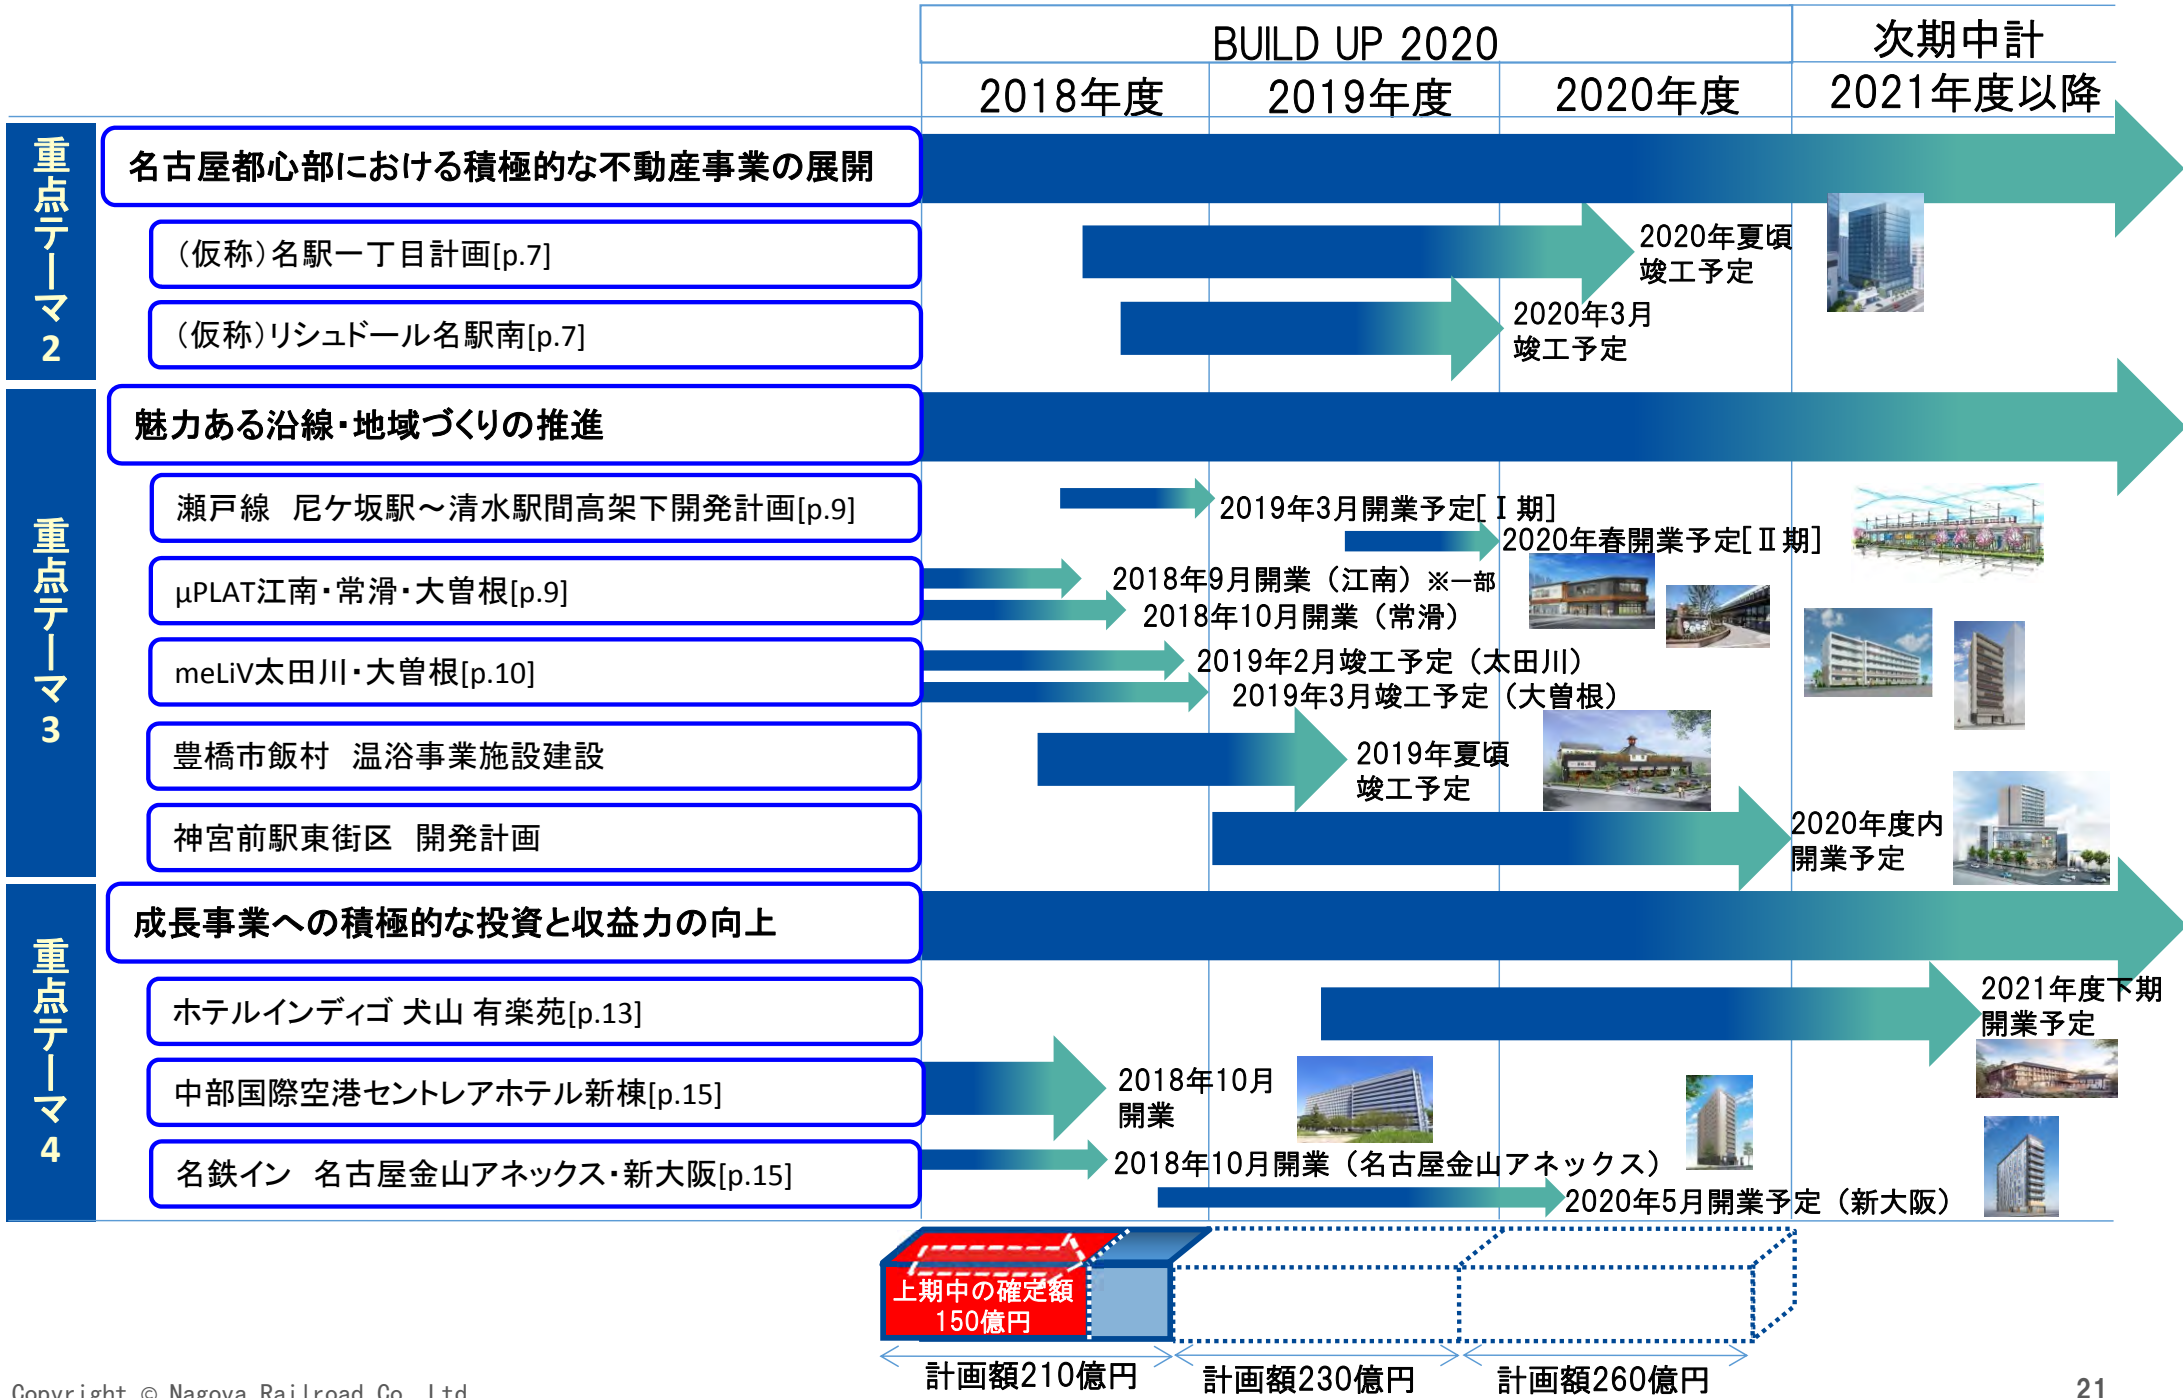 BUILD UP 2020
次期中計
2018年度
2019年度
2020年度
2021年度以降
重点テーマ2
名古屋都心部における積極的な不動産事業の展開
（仮称）名駅一丁目計画[p.7]
2020年夏頃
竣工予定
（仮称）リシュドール名駅南[p.7]
2020年3月
竣工予定
重点テーマ3
魅力ある沿線・地域づくりの推進
瀬戸線 尼ケ坂駅～清水駅間高架下開発計画[p.9]
2019年3月開業予定[Ⅰ期]
2020年春開業予定[Ⅱ期]
μPLAT江南・常滑・大曽根[p.9]
2018年9月開業（江南）※一部
2018年10月開業（常滑）
meLiV太田川・大曽根[p.10]
2019年2月竣工予定（太田川）
2019年3月竣工予定（大曽根）
豊橋市飯村 温浴事業施設建設
2019年夏頃
竣工予定
神宮前駅東街区 開発計画
2020年度内
開業予定
重点テーマ4
成長事業への積極的な投資と収益力の向上
ホテルインディゴ 犬山 有楽苑[p.13]
2021年度下期
開業予定
中部国際空港セントレアホテル新棟[p.15]
2018年10月
開業
名鉄イン 名古屋金山アネックス・新大阪[p.15]
2018年10月開業（名古屋金山アネックス）
2020年5月開業予定（新大阪）
上期中の確定額
150億円
計画額210億円
計画額230億円
計画額260億円
Copyright © Nagoya Railroad Co., Ltd.
21